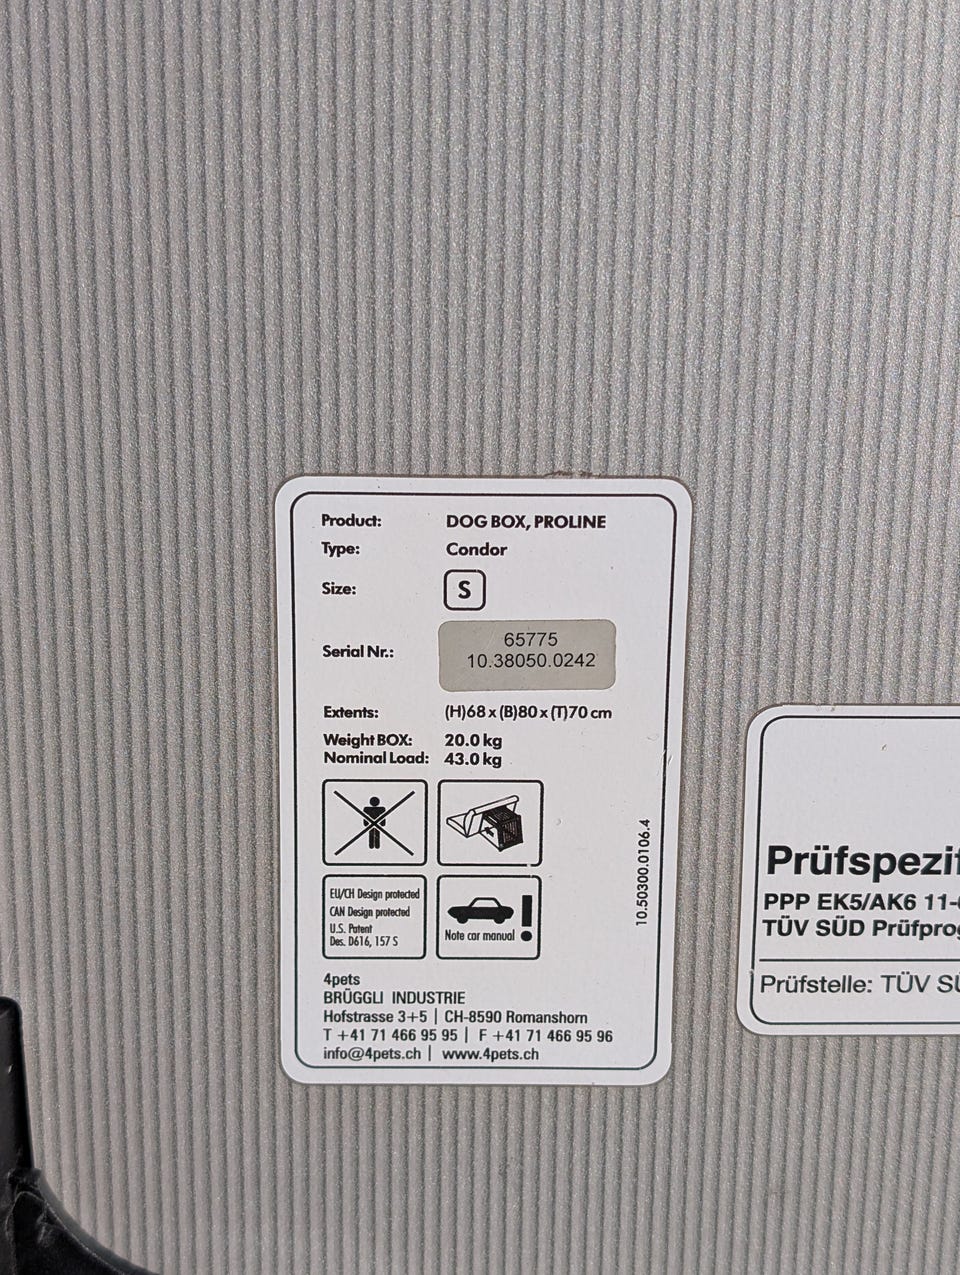 Product: DOG BOX, PROLINE
Type: Condor
Size: S
Serial Nr.: 65775
10.38050.0242
Extents: (H)68 x (B)80 x (T)70 cm
Weight BOX: 20.0 kg
Nominal Load: 43.0 kg
EU/CH Design protected
CAN Design protected
U.S. Patent
Des. D616, 157 S
Note car manual !
10.50300.0106.4
4pets
BRÜGGLI INDUSTRIE
Hofstrasse 3+5 | CH-8590 Romanshorn
T +41 71 466 95 95 | F +41 71 466 95 96
info@4pets.ch | www.4pets.ch
Prüfspezif
PPP EK5/AK6 11-
TÜV SÜD Prüfprog
Prüfstelle: TÜV SÜ